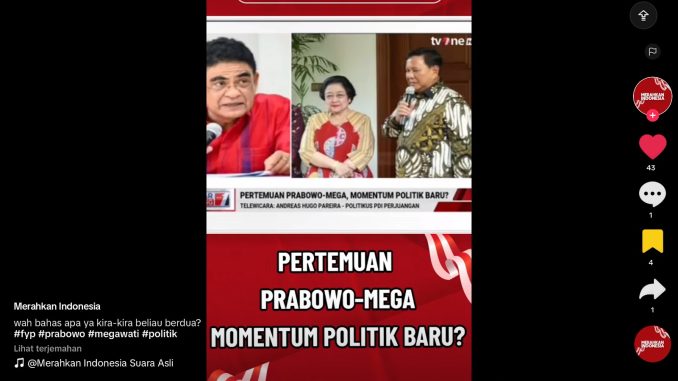 tvOne
PERTEMUAN PRABOWO-MEGA, MOMENTUM POLITIK BARU?
TELEWICARA: ANDREAS HUGO PAREIRA - POLITIKUS PDI PERJUANGAN
PERTEMUAN
PRABOWO-MEGA
MOMENTUM POLITIK BARU?
Merahkan Indonesia
wah bahas apa ya kira-kira beliau berdua?
#fyp #prabowo #megawati #politik
Lihat terjemahan
@Merahkan Indonesia Suara Asli
MERAHKAN
INDONESIA
43
1
4
1
MERAHKAN
INDONESIA